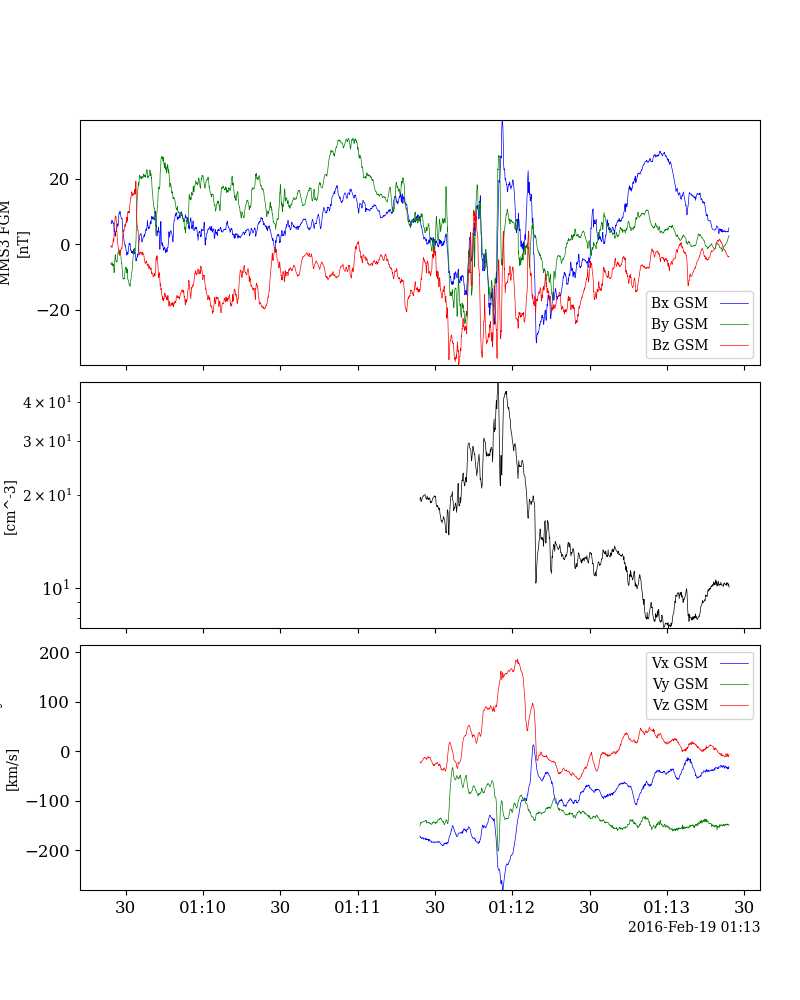 MMS3 FGM
[nT]
20
0
−20
Bx GSM
By GSM
Bz GSM
[cm^-3]
4 × 10¹
3 × 10¹
2 × 10¹
10¹
[km/s]
200
100
0
−100
−200
Vx GSM
Vy GSM
Vz GSM
30 01:10 30 01:11 30 01:12 30 01:13 30
2016-Feb-19 01:13